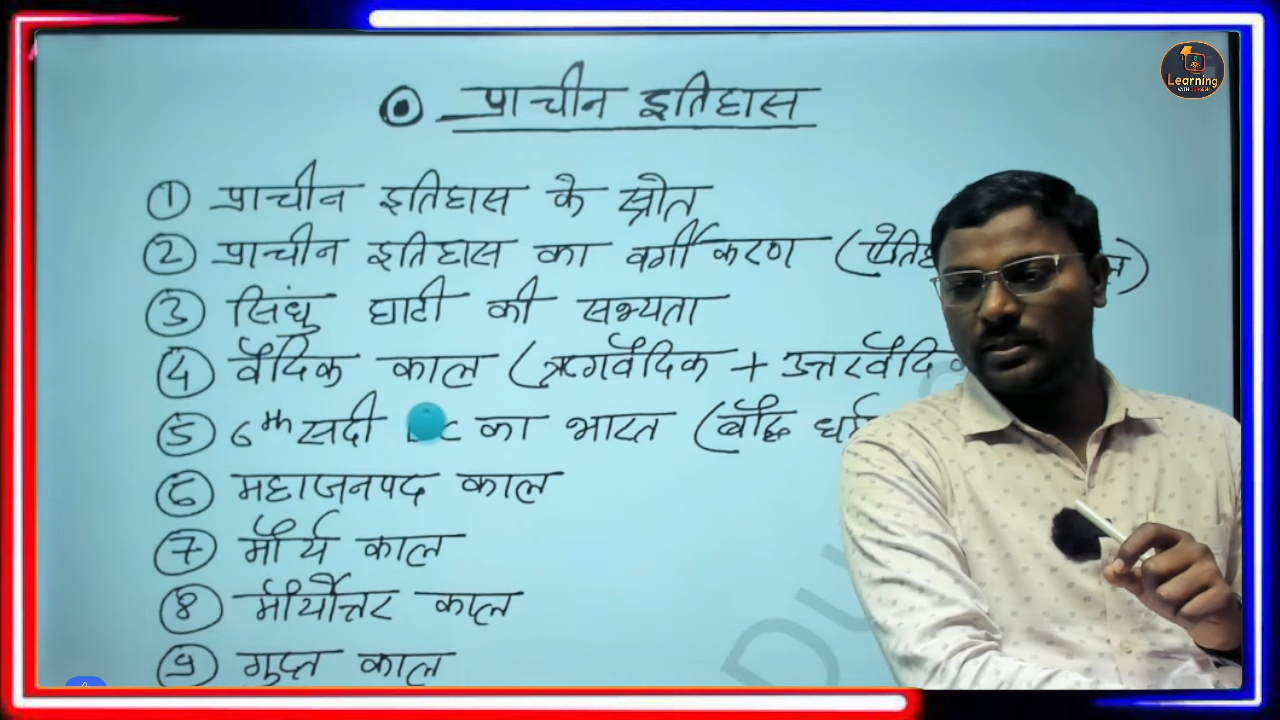 Learning
प्राचीन इतिहास
① प्राचीन इतिहास के स्रोत
② प्राचीन इतिहास का वर्गीकरण (
③ सिंधु घाटी की सभ्यता
④ वैदिक काल (ऋग्वैदिक + उत्तरवैदि
⑤ 6th सदी का भारत (बौद्ध
⑥ महाजनपद काल
⑦ मौर्य काल
⑧ मौर्योत्तर काल
⑨ गुप्त काल